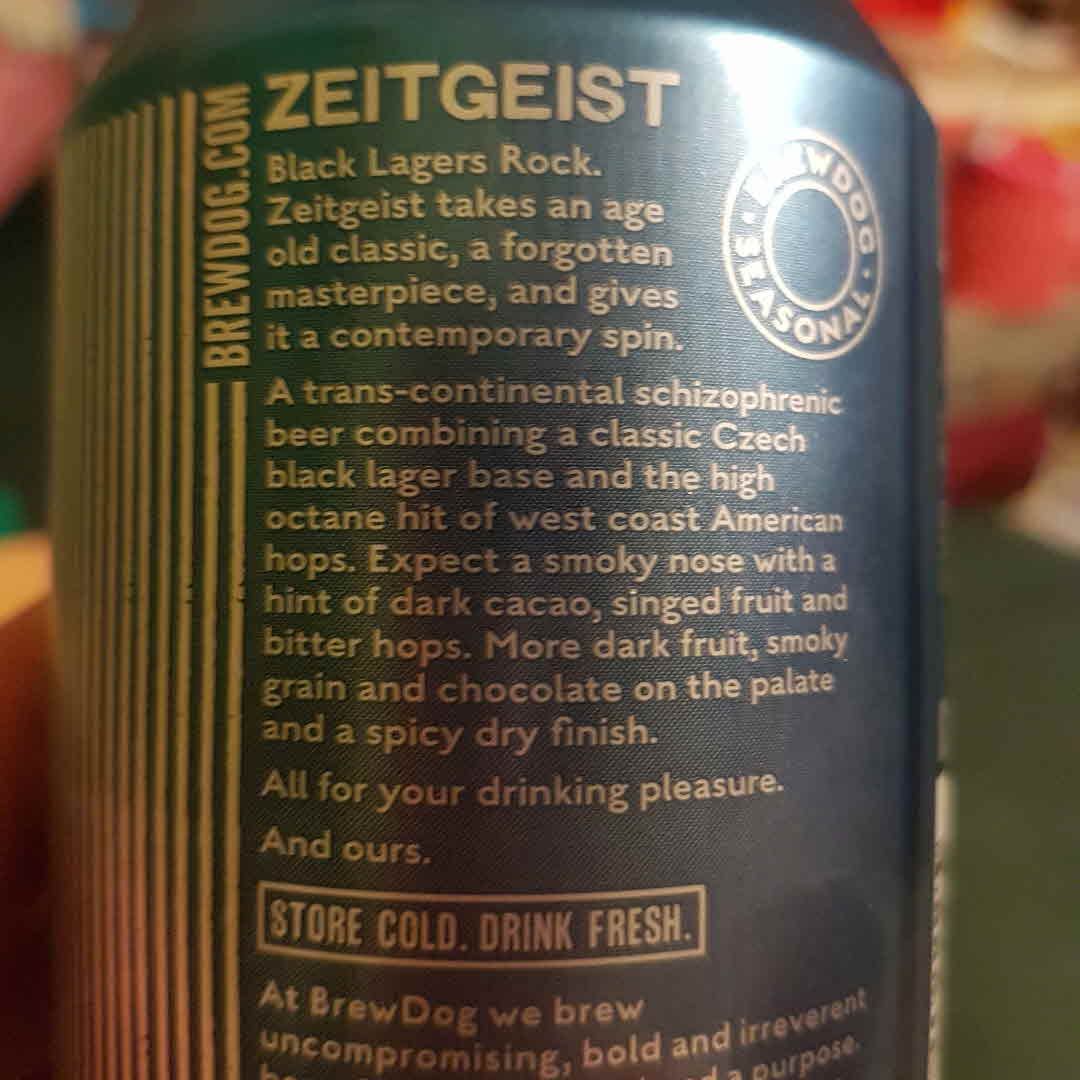 ZEITGEIST
BREWDOG.COM
Black Lagers Rock.
Zeitgeist takes an age
old classic, a forgotten
masterpiece, and gives
it a contemporary spin.
BREWDOG · SEASONAL ·
A trans-continental schizophrenic
beer combining a classic Czech
black lager base and the high
octane hit of west coast American
hops. Expect a smoky nose with a
hint of dark cacao, singed fruit and
bitter hops. More dark fruit, smoky
grain and chocolate on the palate
and a spicy dry finish.
All for your drinking pleasure.
And ours.
STORE COLD. DRINK FRESH.
At BrewDog we brew
uncompromising, bold and irreverent
a purpose.